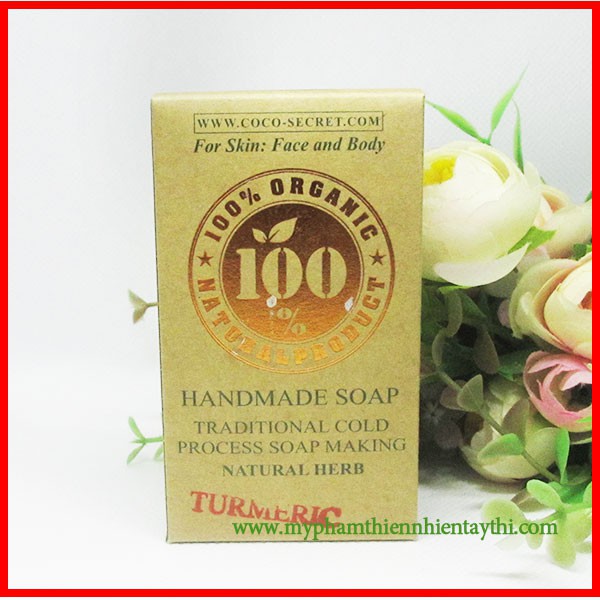 WWW.COCO-SECRET.COM
For Skin: Face and Body
100% ORGANIC
100
%
NATURAL PRODUCT
HANDMADE SOAP
TRADITIONAL COLD
PROCESS SOAP MAKING
NATURAL HERB
TURMERIC
www.myphamthiennhientaythi.com